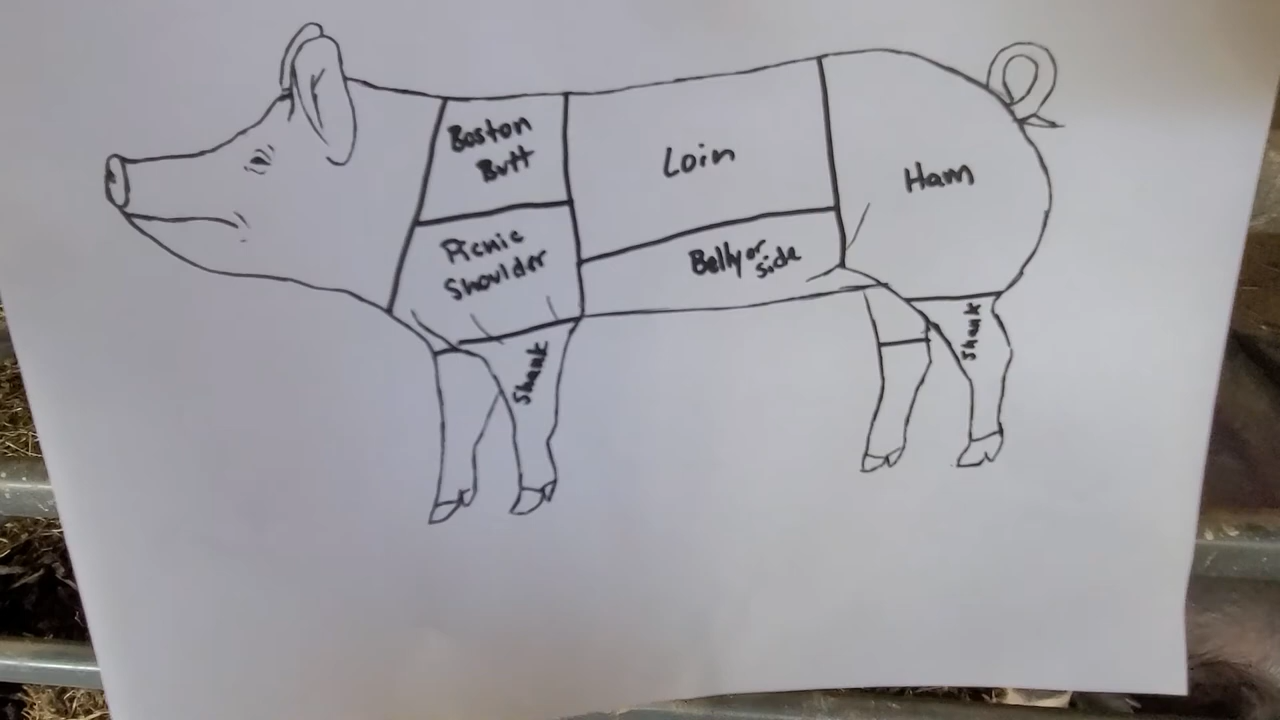 Boston
Butt
Loin
Ham
Picnic
Shoulder
Belly or
side
Shank
Shank